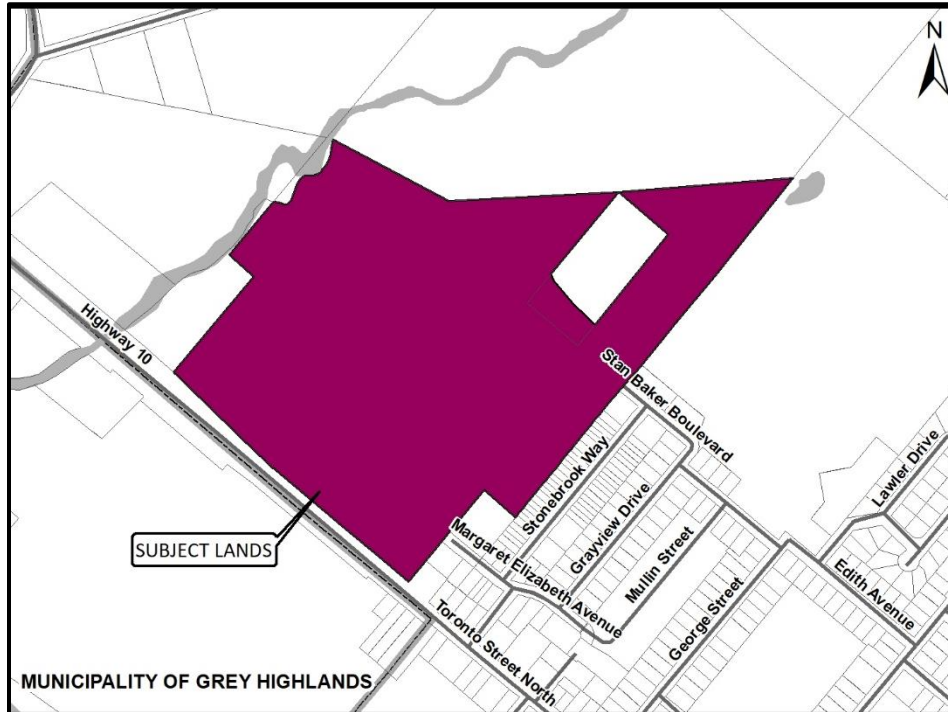 N
Highway 10
Stan Baker Boulevard
Lawler Drive
Stonebrook Way
Grayview Drive
SUBJECT LANDS
Margaret Elizabeth Avenue
Mullin Street
Edith Avenue
George Street
Toronto Street North
MUNICIPALITY OF GREY HIGHLANDS